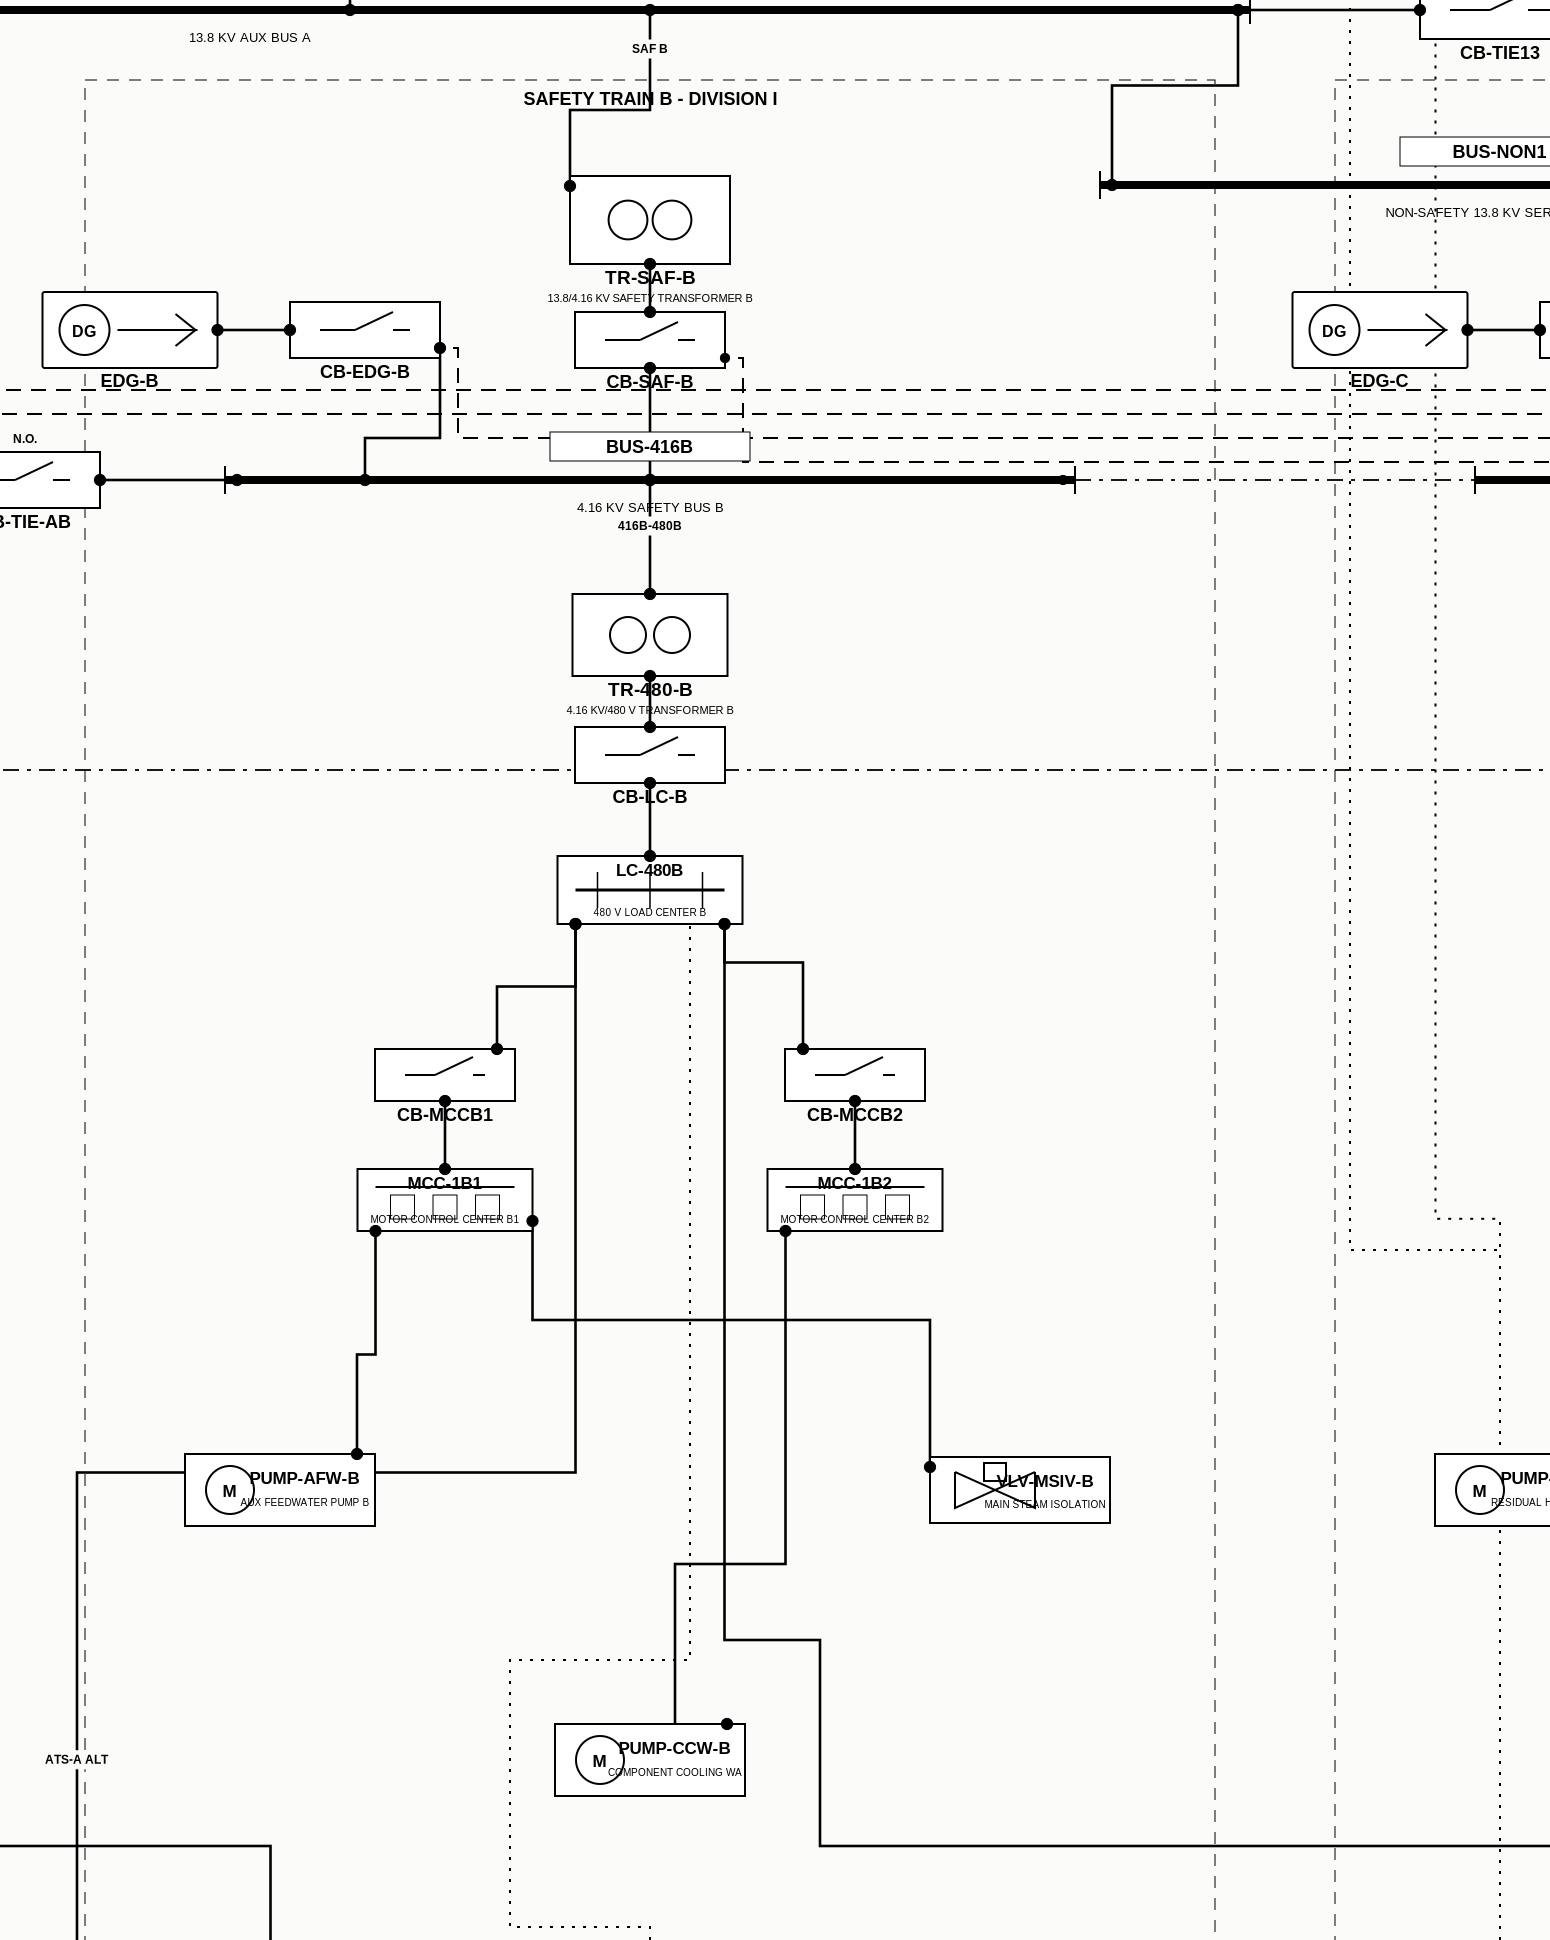 13.8 KV AUX BUS A
SAF B
CB-TIE13
SAFETY TRAIN B - DIVISION I
BUS-NON1
NON-SAFETY 13.8 KV SER
TR-SAF-B
13.8/4.16 KV SAFETY TRANSFORMER B
DG
EDG-B
CB-EDG-B
CB-SAF-B
DG
EDG-C
N.O.
BUS-416B
B-TIE-AB
4.16 KV SAFETY BUS B
416B-480B
TR-480-B
4.16 KV/480 V TRANSFORMER B
CB-LC-B
LC-480B
480 V LOAD CENTER B
CB-MCCB1
CB-MCCB2
MCC-1B1
MOTOR CONTROL CENTER B1
MCC-1B2
MOTOR CONTROL CENTER B2
M
PUMP-AFW-B
AUX FEEDWATER PUMP B
VLV-MSIV-B
MAIN STEAM ISOLATION
M
PUMP-
RESIDUAL H
M
PUMP-CCW-B
COMPONENT COOLING WA
ATS-A ALT